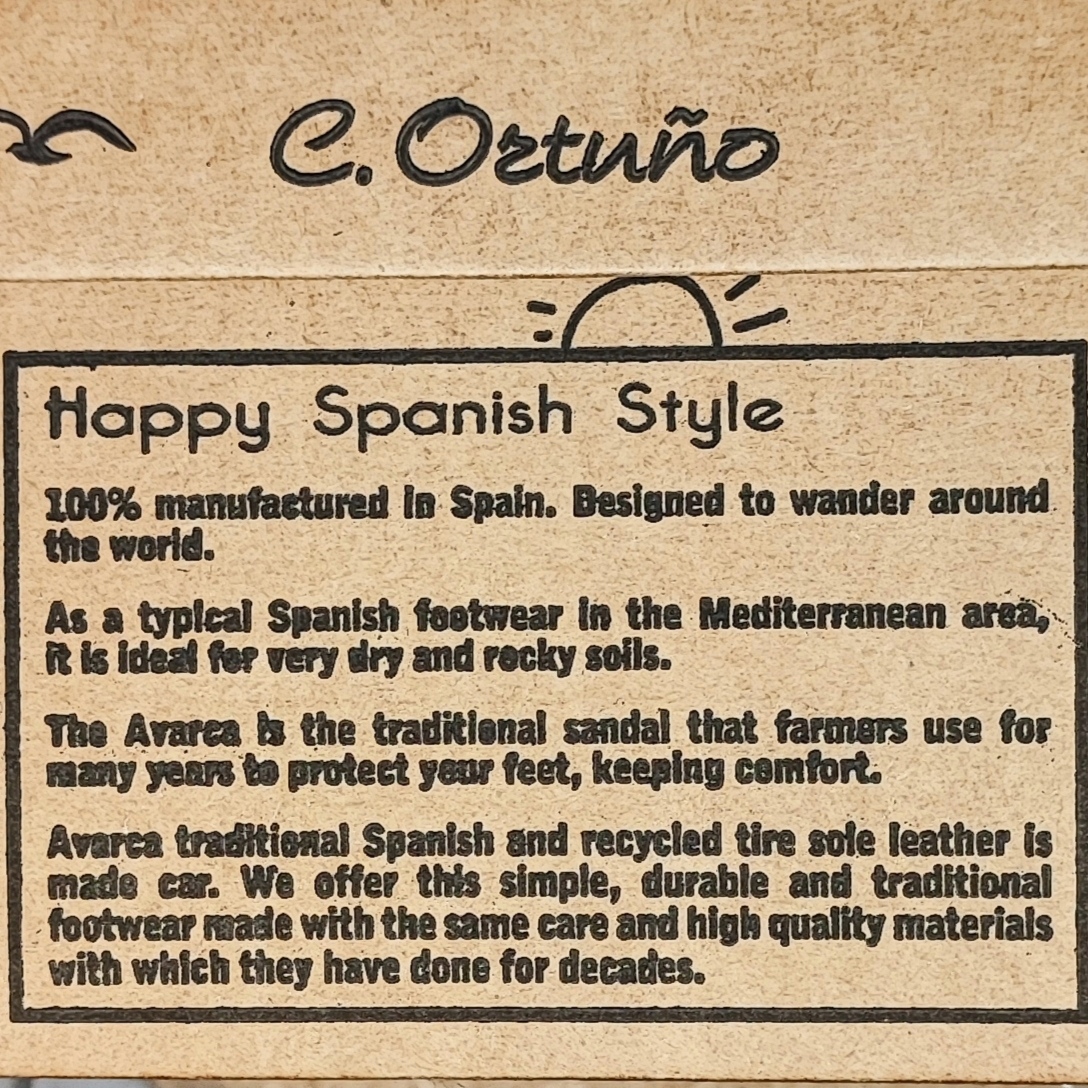 C. Ortuño
Happy Spanish Style
100% manufactured in Spain. Designed to wander around
the world.
As a typical Spanish footwear in the Mediterranean area,
it is ideal for very dry and rocky soils.
The Avarca is the traditional sandal that farmers use for
many years to protect your feet, keeping comfort.
Avarca traditional Spanish and recycled tire sole leather is
made car. We offer this simple, durable and traditional
footwear made with the same care and high quality materials
with which they have done for decades.